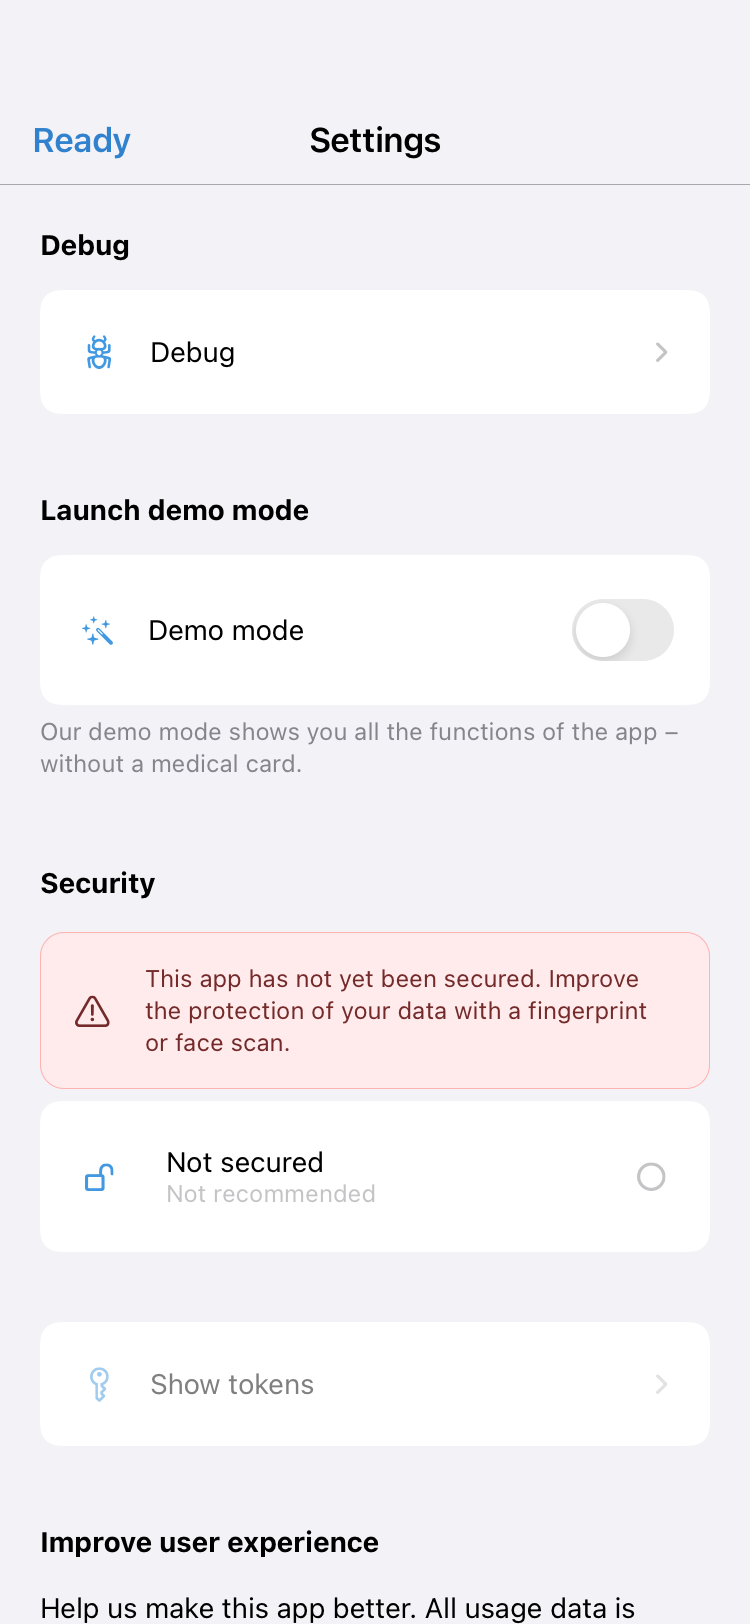 Ready
Settings
Debug
Debug
Launch demo mode
Demo mode
Our demo mode shows you all the functions of the app –
without a medical card.
Security
This app has not yet been secured. Improve
the protection of your data with a fingerprint
or face scan.
Not secured
Not recommended
Show tokens
Improve user experience
Help us make this app better. All usage data is